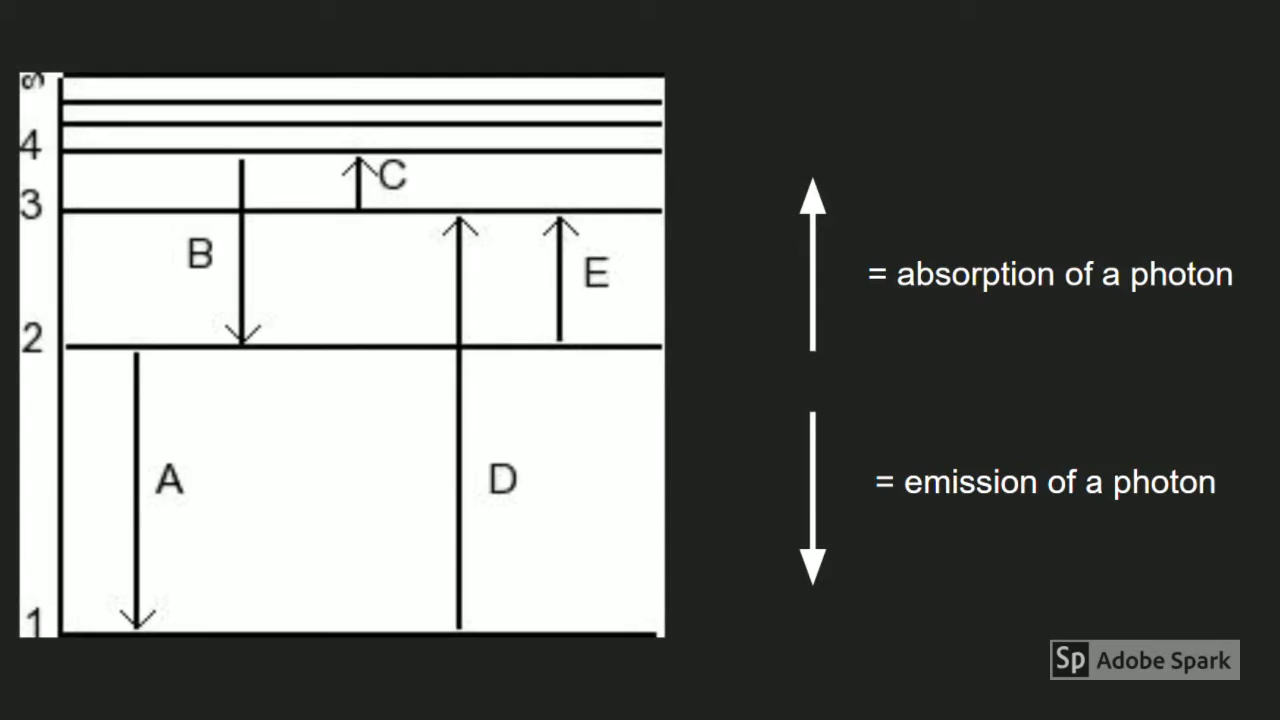 4
3
2
1
C
B
E
A
D
= absorption of a photon
= emission of a photon
Sp Adobe Spark